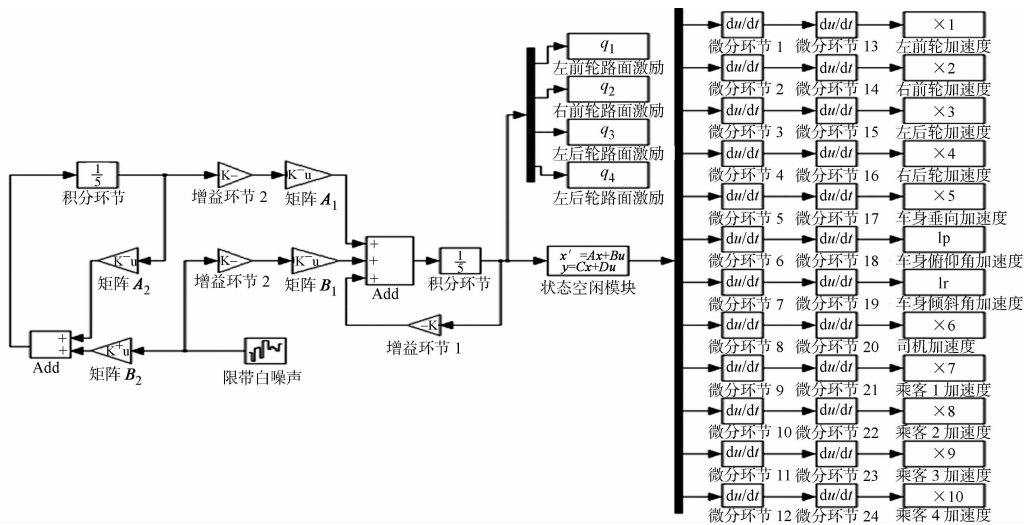 q1
左前轮路面激励
q2
右前轮路面激励
q3
左后轮路面激励
q4
左后轮路面激励
1
5
积分环节
K-
增益环节 2
K-u
矩阵 A1
K-u
矩阵 A2
K-
增益环节 2
K-u
矩阵 B1
+
+
+
Add
1
5
积分环节
-K
增益环节 1
+
+
Add
K+u
矩阵 B2
限带白噪声
x′=Ax+Bu
y=Cx+Du
状态空闲模块
du/dt du/dt ×1
微分环节 1 微分环节 13 左前轮加速度
du/dt du/dt ×2
微分环节 2 微分环节 14 右前轮加速度
du/dt du/dt ×3
微分环节 3 微分环节 15 左后轮加速度
du/dt du/dt ×4
微分环节 4 微分环节 16 右后轮加速度
du/dt du/dt ×5
微分环节 5 微分环节 17 车身垂向加速度
du/dt du/dt lp
微分环节 6 微分环节 18 车身俯仰角加速度
du/dt du/dt lr
微分环节 7 微分环节 19 车身倾斜角加速度
du/dt du/dt ×6
微分环节 8 微分环节 20 司机加速度
du/dt du/dt ×7
微分环节 9 微分环节 21 乘客 1 加速度
du/dt du/dt ×8
微分环节 10 微分环节 22 乘客 2 加速度
du/dt du/dt ×9
微分环节 11 微分环节 23 乘客 3 加速度
du/dt du/dt ×10
微分环节 12 微分环节 24 乘客 4 加速度